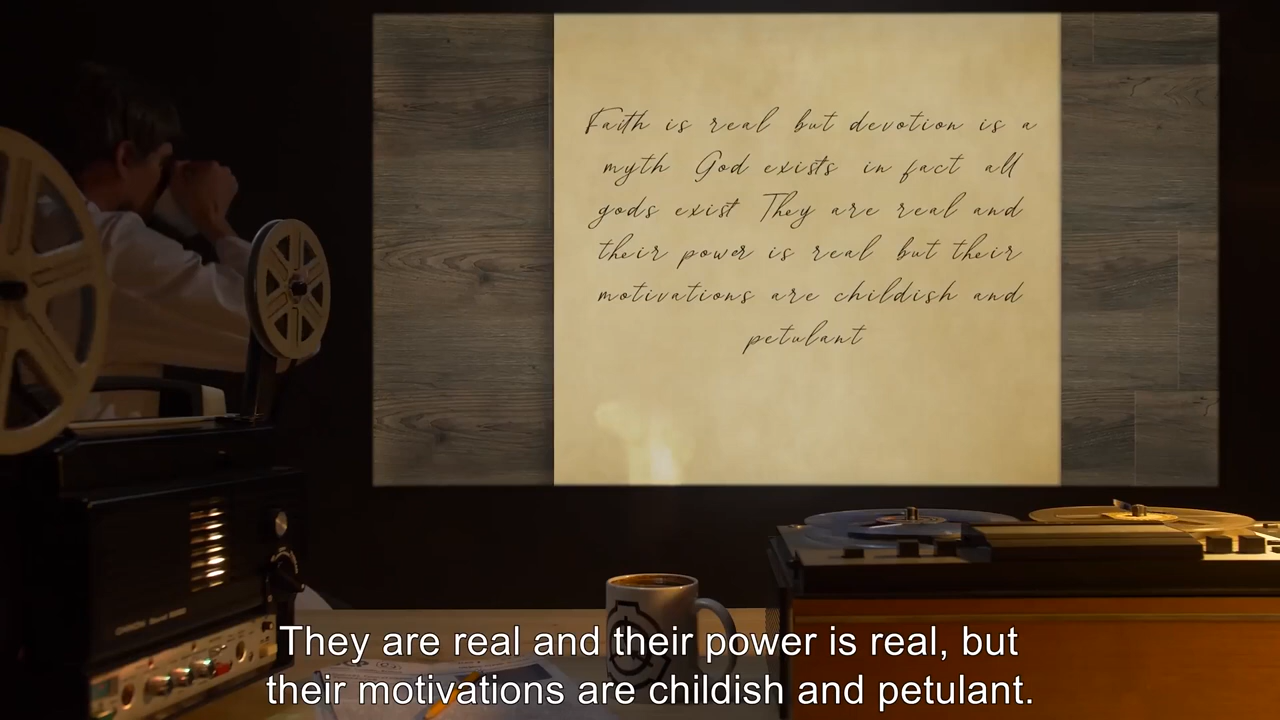 Faith is real but devotion is a
myth God exists in fact all
gods exist They are real and
their power is real but their
motivations are childish and
petulant
They are real and their power is real, but
their motivations are childish and petulant.